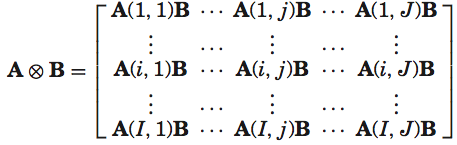 A(1, 1)B ⋯ A(1, j)B ⋯ A(1, J)B
⋮ ⋯ ⋮ ⋯ ⋮
A ⊗ B = A(i, 1)B ⋯ A(i, j)B ⋯ A(i, J)B
⋮ ⋯ ⋮ ⋯ ⋮
A(I, 1)B ⋯ A(I, j)B ⋯ A(I, J)B